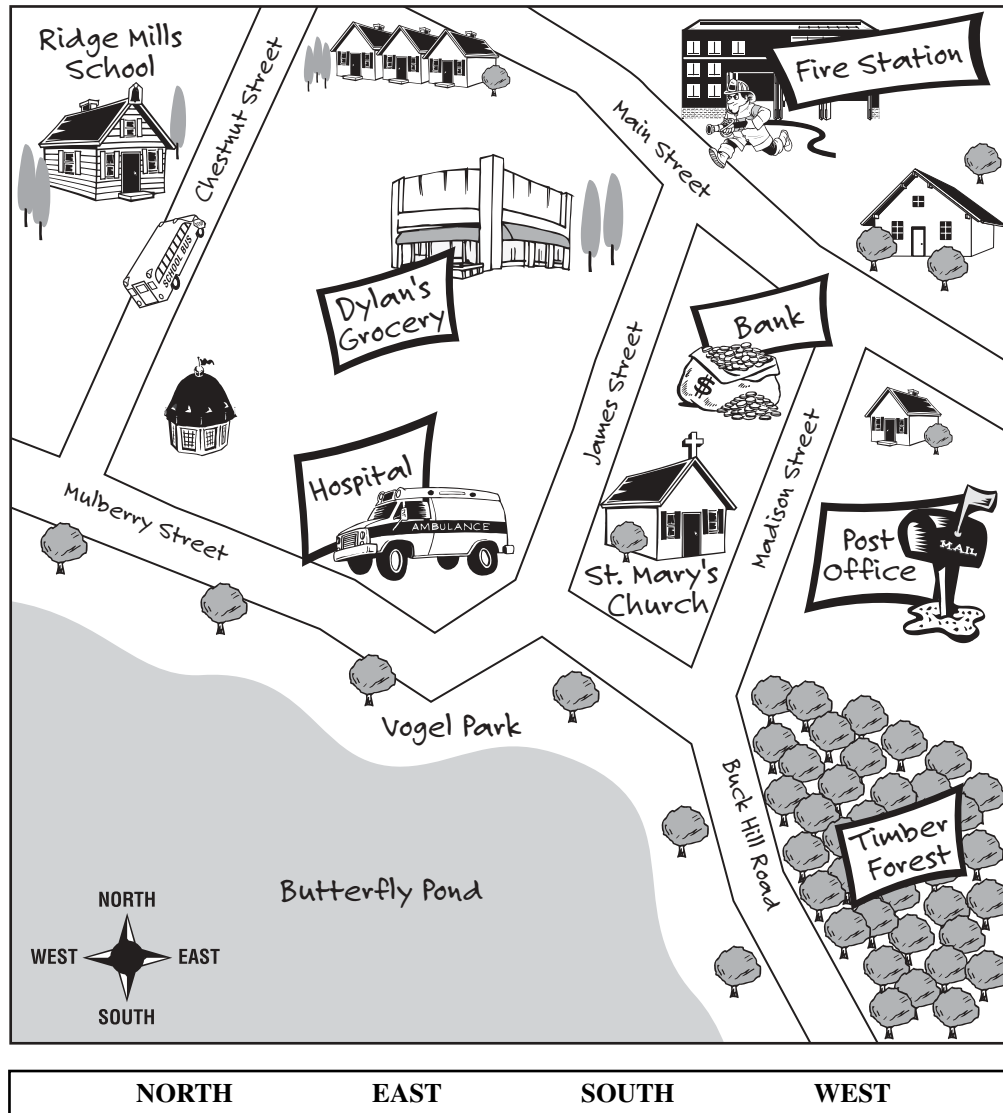 Ridge Mills
School
Chestnut Street
Main Street
Fire Station
SCHOOL BUS
Dylan's
Grocery
Bank
$
James Street
Hospital
AMBULANCE
Mulberry Street
St. Mary's
Church
Madison Street
Post
Office
MAIL
Vogel Park
Buck Hill Road
Timber
Forest
Butterfly Pond
NORTH
WEST EAST
SOUTH
NORTH EAST SOUTH WEST